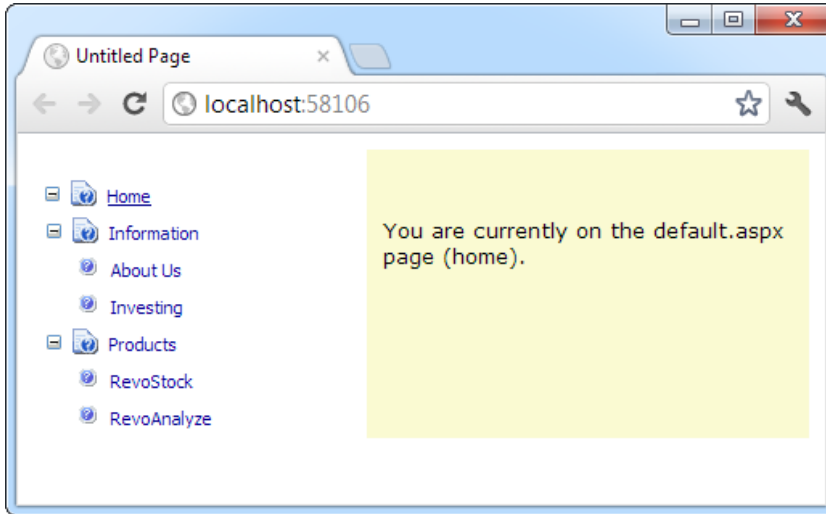 Untitled Page
localhost:58106
Home
Information
About Us
Investing
Products
RevoStock
RevoAnalyze
You are currently on the default.aspx
page (home).